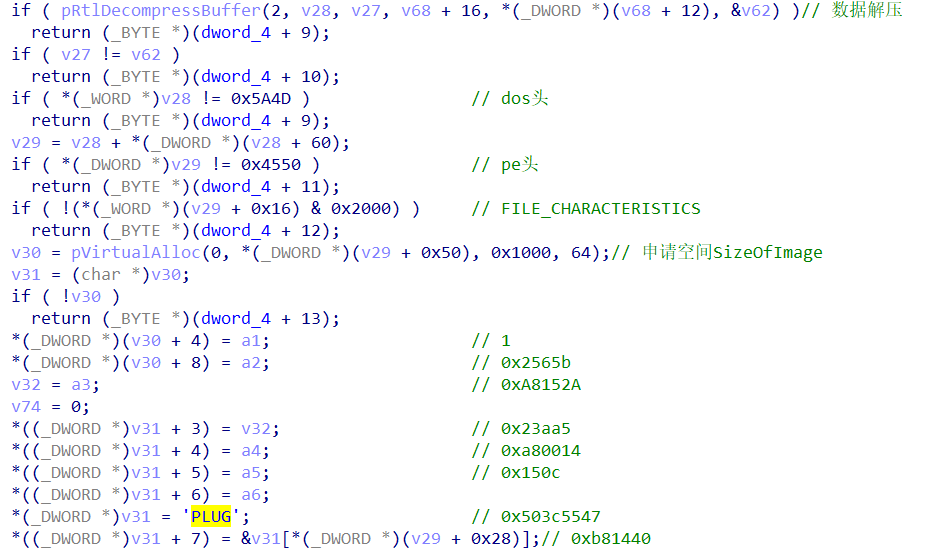 if ( pRtlDecompressBuffer(2, v28, v27, v68 + 16, *(_DWORD *)(v68 + 12), &v62) )// 数据解压
return (_BYTE *)(dword_4 + 9);
if ( v27 != v62 )
return (_BYTE *)(dword_4 + 10);
if ( *(_WORD *)v28 != 0x5A4D ) // dos头
return (_BYTE *)(dword_4 + 9);
v29 = v28 + *(_DWORD *)(v28 + 60);
if ( *(_DWORD *)v29 != 0x4550 ) // pe头
return (_BYTE *)(dword_4 + 11);
if ( !(*(_WORD *)(v29 + 0x16) & 0x2000) ) // FILE_CHARACTERISTICS
return (_BYTE *)(dword_4 + 12);
v30 = pVirtualAlloc(0, *(_DWORD *)(v29 + 0x50), 0x1000, 64);// 申请空间SizeOfImage
v31 = (char *)v30;
if ( !v30 )
return (_BYTE *)(dword_4 + 13);
*(_DWORD *)(v30 + 4) = a1; // 1
*(_DWORD *)(v30 + 8) = a2; // 0x2565b
v32 = a3; // 0xA8152A
v74 = 0;
*((_DWORD *)v31 + 3) = v32; // 0x23aa5
*((_DWORD *)v31 + 4) = a4; // 0xa80014
*((_DWORD *)v31 + 5) = a5; // 0x150c
*((_DWORD *)v31 + 6) = a6;
*(_DWORD *)v31 = 'PLUG'; // 0x503c5547
*((_DWORD *)v31 + 7) = &v31[*(_DWORD *)(v29 + 0x28)];// 0xb81440